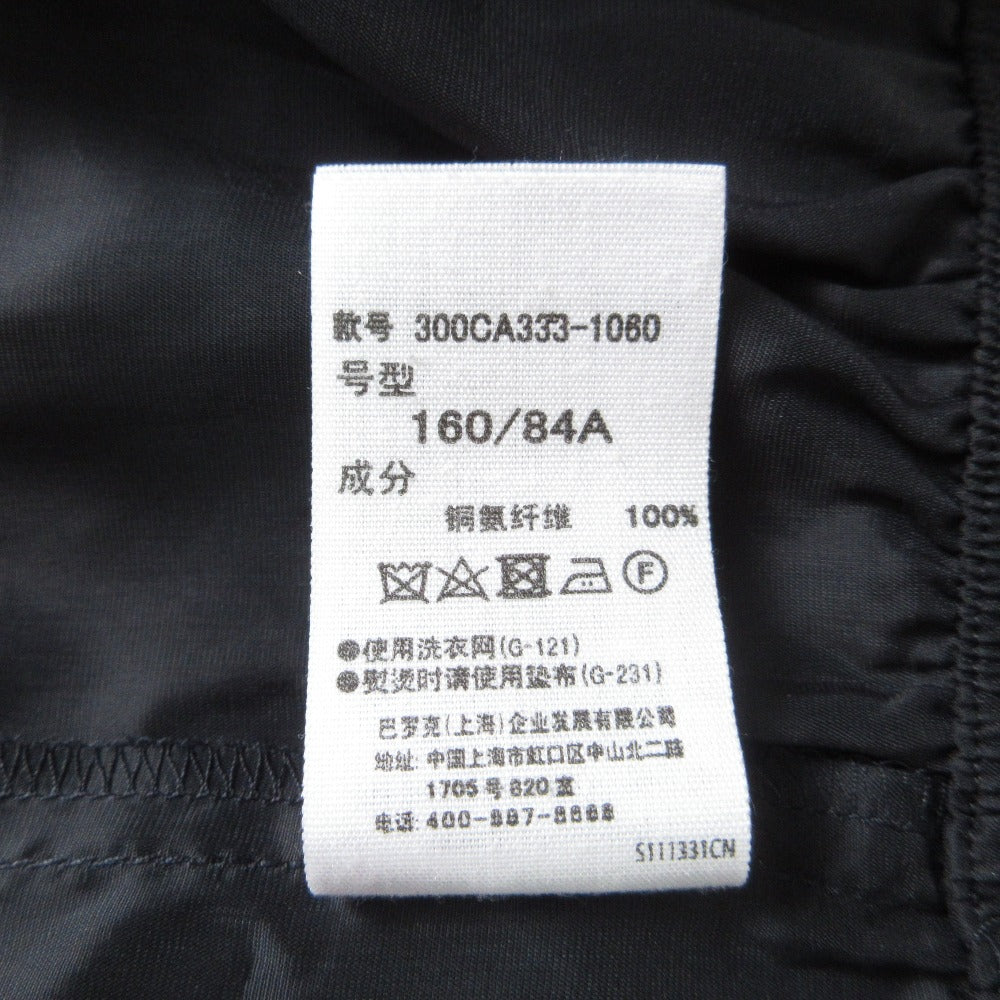 款号 300CA333-1060
号型
160/84A
成分
铜氨纤维 100%
F
●使用洗衣网(G-121)
●熨烫时请使用垫布(G-231)
巴罗克(上海)企业发展有限公司
地址: 中国上海市虹口区中山北二路
1705号820室
电话: 400-
S111331CN